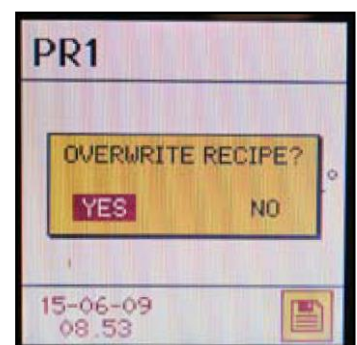 PR1
OVERWRITE RECIPE?
YES NO
15-06-09
08.53